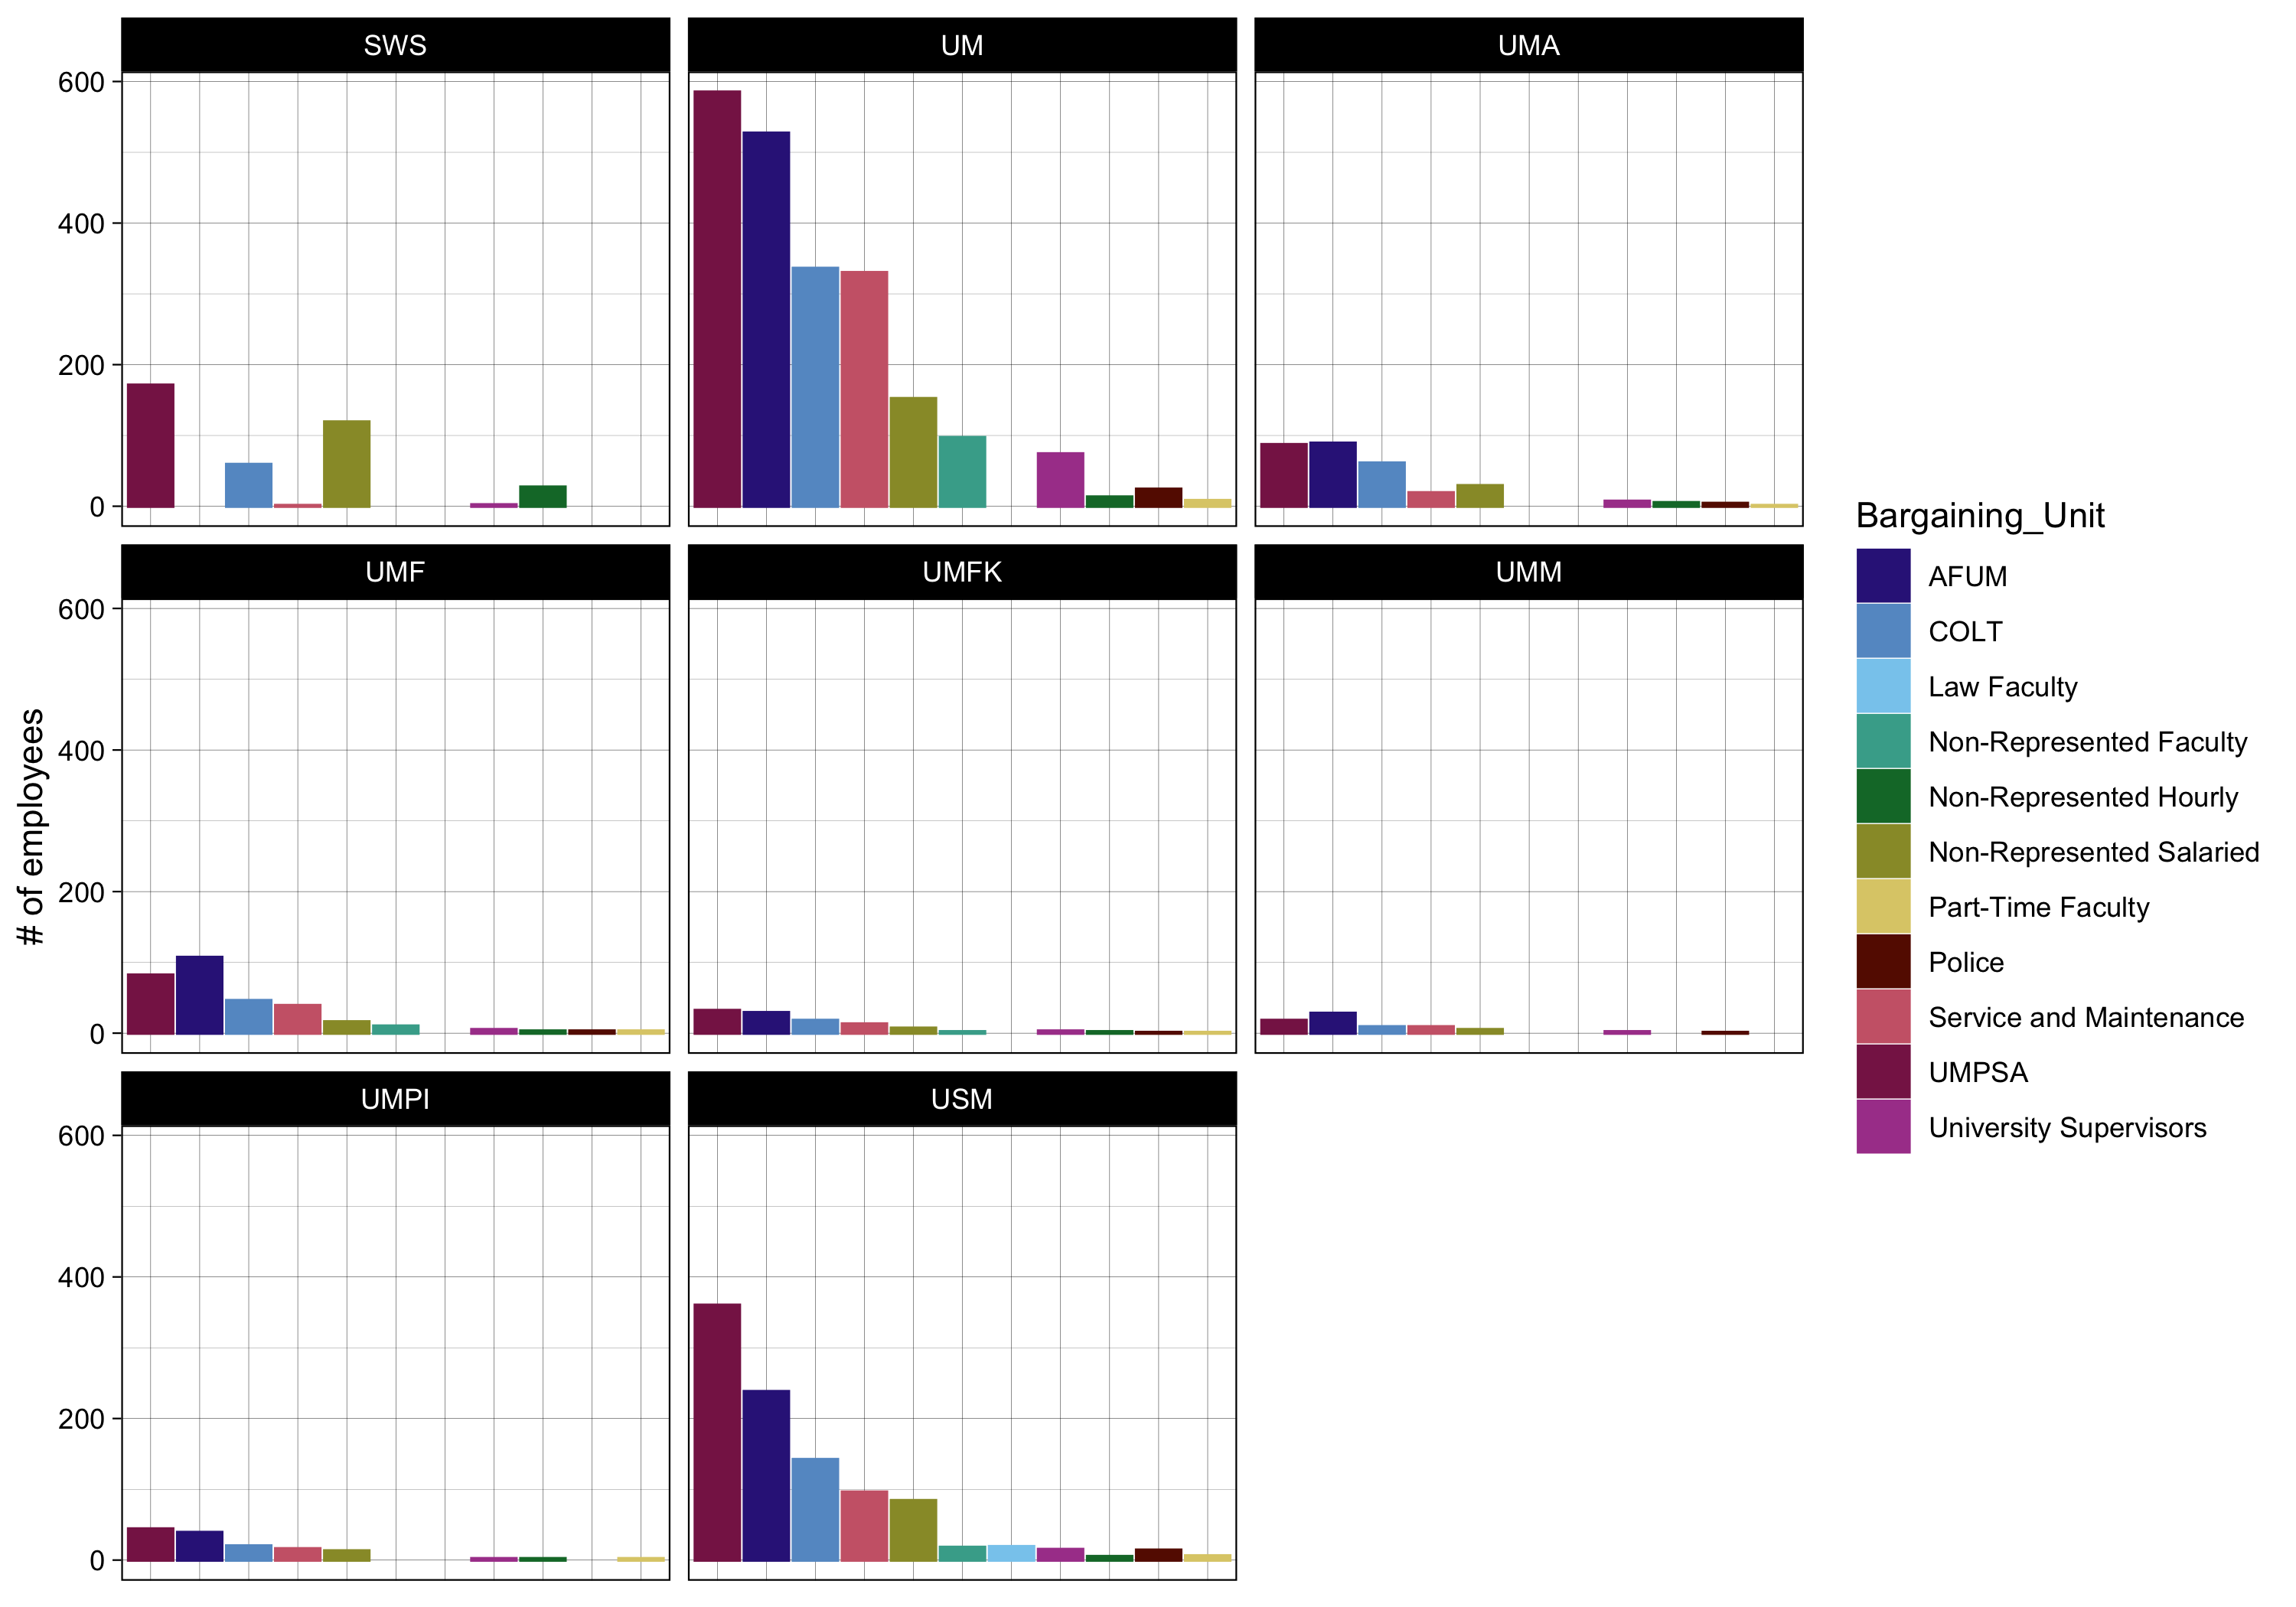 SWS
UM
UMA
600
400
200
0
UMF
UMFK
UMM
600
400
200
0
UMPI
USM
600
400
200
0
# of employees
Bargaining_Unit
AFUM
COLT
Law Faculty
Non-Represented Faculty
Non-Represented Hourly
Non-Represented Salaried
Part-Time Faculty
Police
Service and Maintenance
UMPSA
University Supervisors